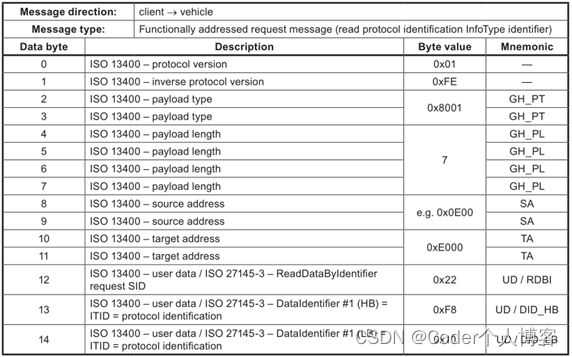 Message direction: client → vehicle
Message type: Functionally addressed request message (read protocol identification InfoType identifier)
Data byte Description Byte value Mnemonic
0 ISO 13400 – protocol version 0x01 —
1 ISO 13400 – inverse protocol version 0xFE —
2 ISO 13400 – payload type 0x8001 GH_PT
3 ISO 13400 – payload type GH_PT
4 ISO 13400 – payload length 7 GH_PL
5 ISO 13400 – payload length GH_PL
6 ISO 13400 – payload length GH_PL
7 ISO 13400 – payload length GH_PL
8 ISO 13400 – source address e.g. 0x0E00 SA
9 ISO 13400 – source address SA
10 ISO 13400 – target address 0xE000 TA
11 ISO 13400 – target address TA
12 ISO 13400 – user data / ISO 27145-3 – ReadDataByIdentifier
request SID 0x22 UD / RDBI
13 ISO 13400 – user data / ISO 27145-3 – DataIdentifier #1 (HB) =
ITID = protocol identification 0xF8 UD / DID_HB
14 ISO 13400 – user data / ISO 27145-3 – DataIdentifier #1 (LB) =
ITID = protocol identification 0x10 UD / DID_LB
CSDN @Coder个人博客